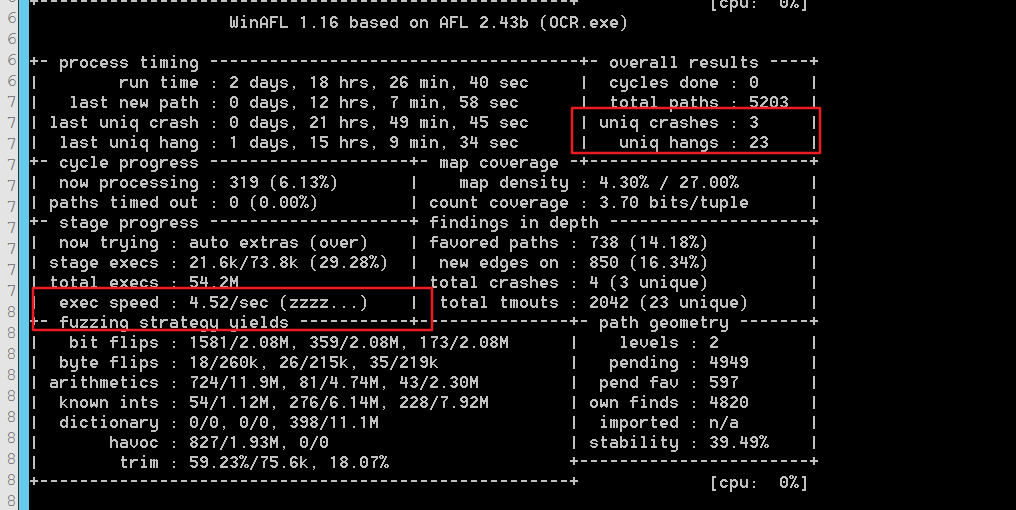 [cpu: 0%]
WinAFL 1.16 based on AFL 2.43b (OCR.exe)
+- process timing -------------------------------------+- overall results ----+
| run time : 2 days, 18 hrs, 26 min, 40 sec | cycles done : 0 |
| last new path : 0 days, 12 hrs, 7 min, 58 sec | total paths : 5203 |
| last uniq crash : 0 days, 21 hrs, 49 min, 45 sec | uniq crashes : 3 |
| last uniq hang : 1 days, 15 hrs, 9 min, 34 sec | uniq hangs : 23 |
+- cycle progress --------------------+- map coverage -+----------------------+
| now processing : 319 (6.13%) | map density : 4.30% / 27.00% |
| paths timed out : 0 (0.00%) | count coverage : 3.70 bits/tuple |
+- stage progress --------------------+ findings in depth --------------------+
| now trying : auto extras (over) | favored paths : 738 (14.18%) |
| stage execs : 21.6k/73.8k (29.28%) | new edges on : 850 (16.34%) |
| total execs : 54.2M | total crashes : 4 (3 unique) |
| exec speed : 4.52/sec (zzzz...) | total tmouts : 2042 (23 unique) |
+- fuzzing strategy yields -----------+---------------+- path geometry --------+
| bit flips : 1581/2.08M, 359/2.08M, 173/2.08M | levels : 2 |
| byte flips : 18/260k, 26/215k, 35/219k | pending : 4949 |
| arithmetics : 724/11.9M, 81/4.74M, 43/2.30M | pend fav : 597 |
| known ints : 54/1.12M, 276/6.14M, 228/7.92M | own finds : 4820 |
| dictionary : 0/0, 0/0, 398/11.1M | imported : n/a |
| havoc : 827/1.93M, 0/0 | stability : 39.49% |
| trim : 59.23%/75.6k, 18.07% +-----------------------+
+-----------------------------------------------------+ [cpu: 0%]